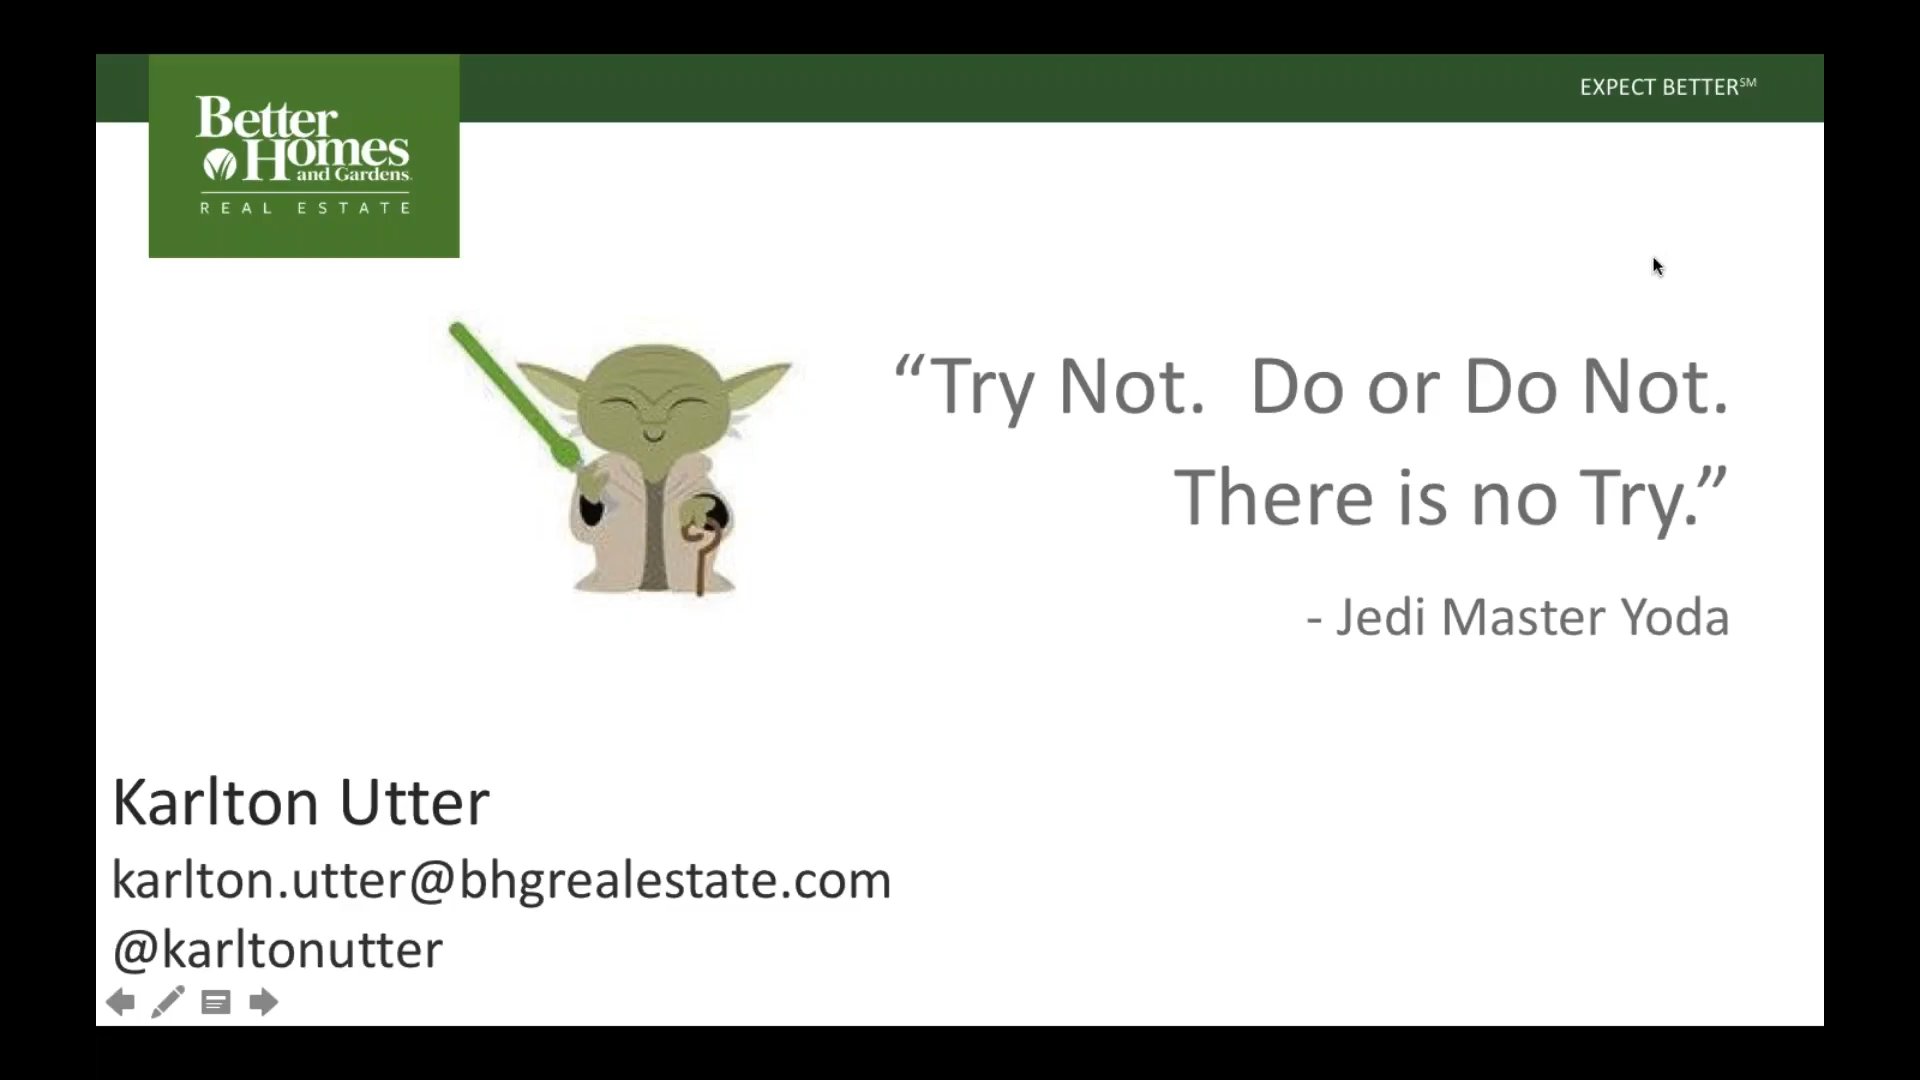 EXPECT BETTER℠
Better
Homes
and Gardens
REAL ESTATE
“Try Not.  Do or Do Not.
There is no Try.”
- Jedi Master Yoda
Karlton Utter
karlton.utter@bhgrealestate.com
@karltonutter